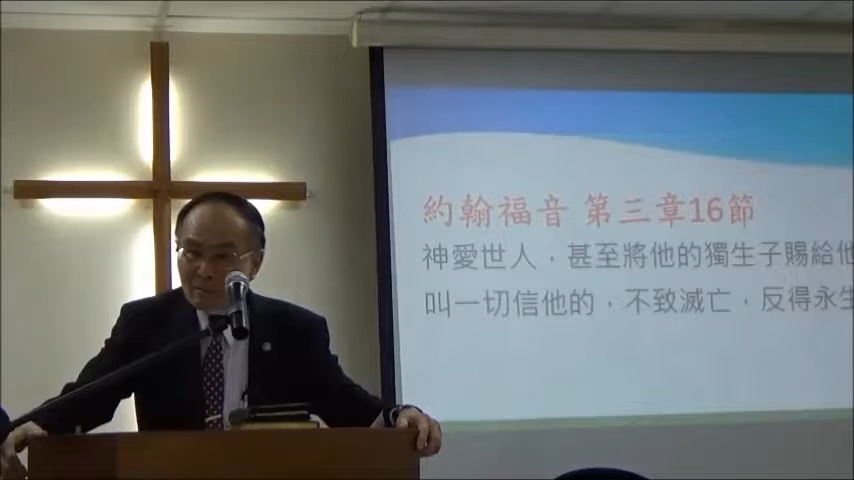 約翰福音 第三章16節
神愛世人，甚至將他的獨生子賜給他
叫一切信他的，不致滅亡，反得永生